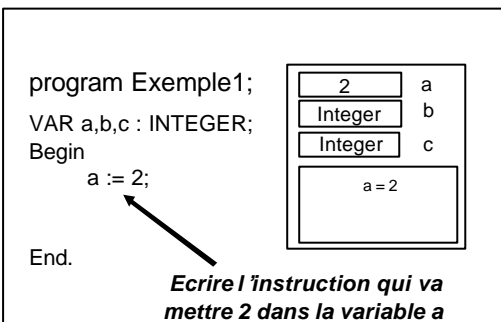 program Exemple1;
VAR a,b,c : INTEGER;
Begin
a := 2;
End.
2 a
Integer b
Integer c
a = 2
Ecrire l ’instruction qui va
mettre 2 dans la variable a